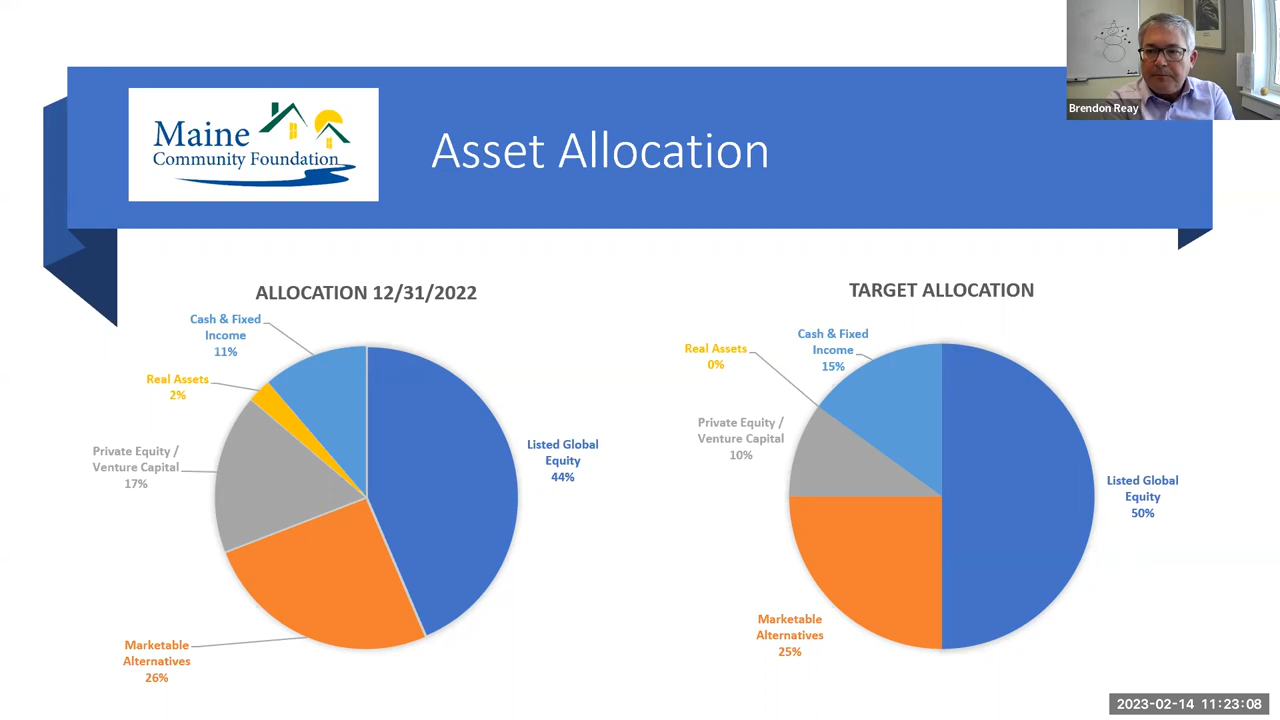 Brendon Reay
Maine
Community Foundation
Asset Allocation
ALLOCATION 12/31/2022
Cash & Fixed
Income
11%
Real Assets
2%
Private Equity /
Venture Capital
17%
Listed Global
Equity
44%
Marketable
Alternatives
26%
TARGET ALLOCATION
Cash & Fixed
Income
15%
Real Assets
0%
Private Equity /
Venture Capital
10%
Listed Global
Equity
50%
Marketable
Alternatives
25%
2023-02-14 11:23:08